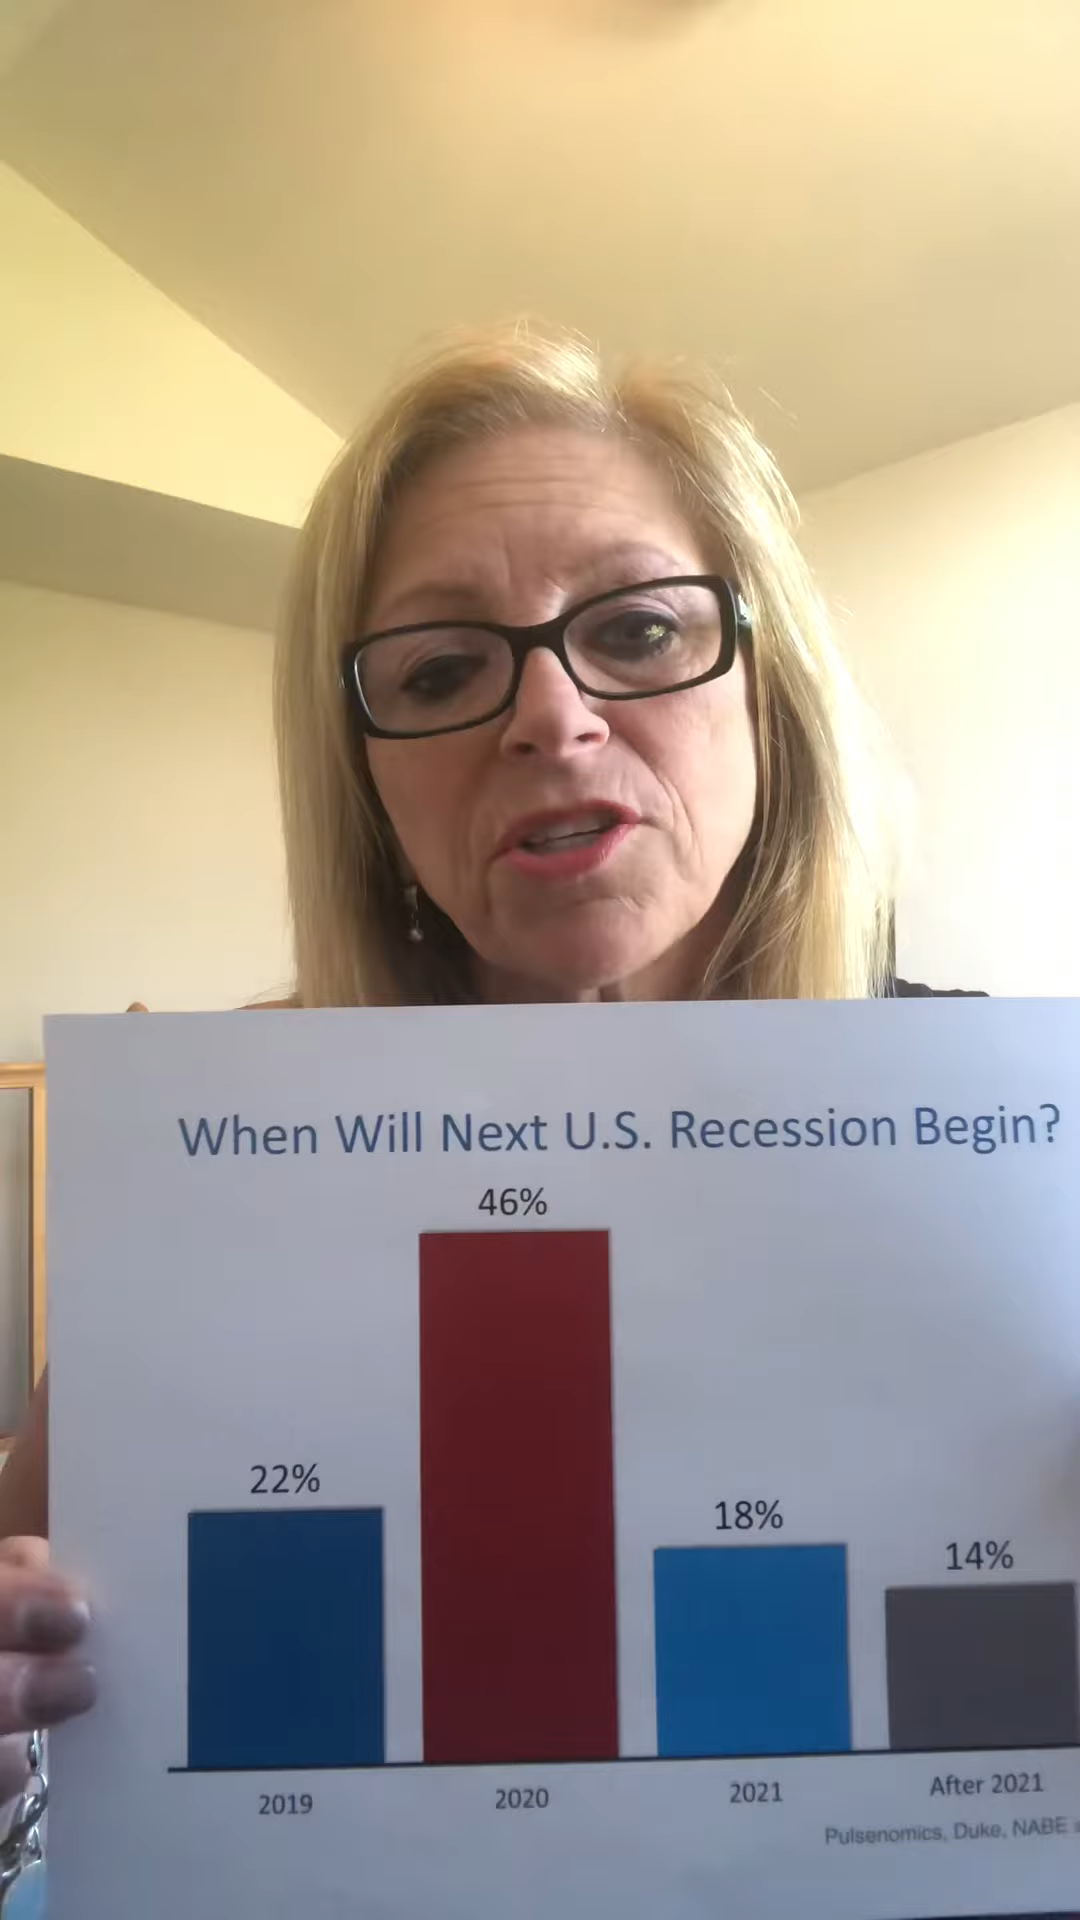 When Will Next U.S. Recession Begin?
46%
22%
18%
14%
2019 2020 2021 After 2021
Pulsenomics, Duke, NABE